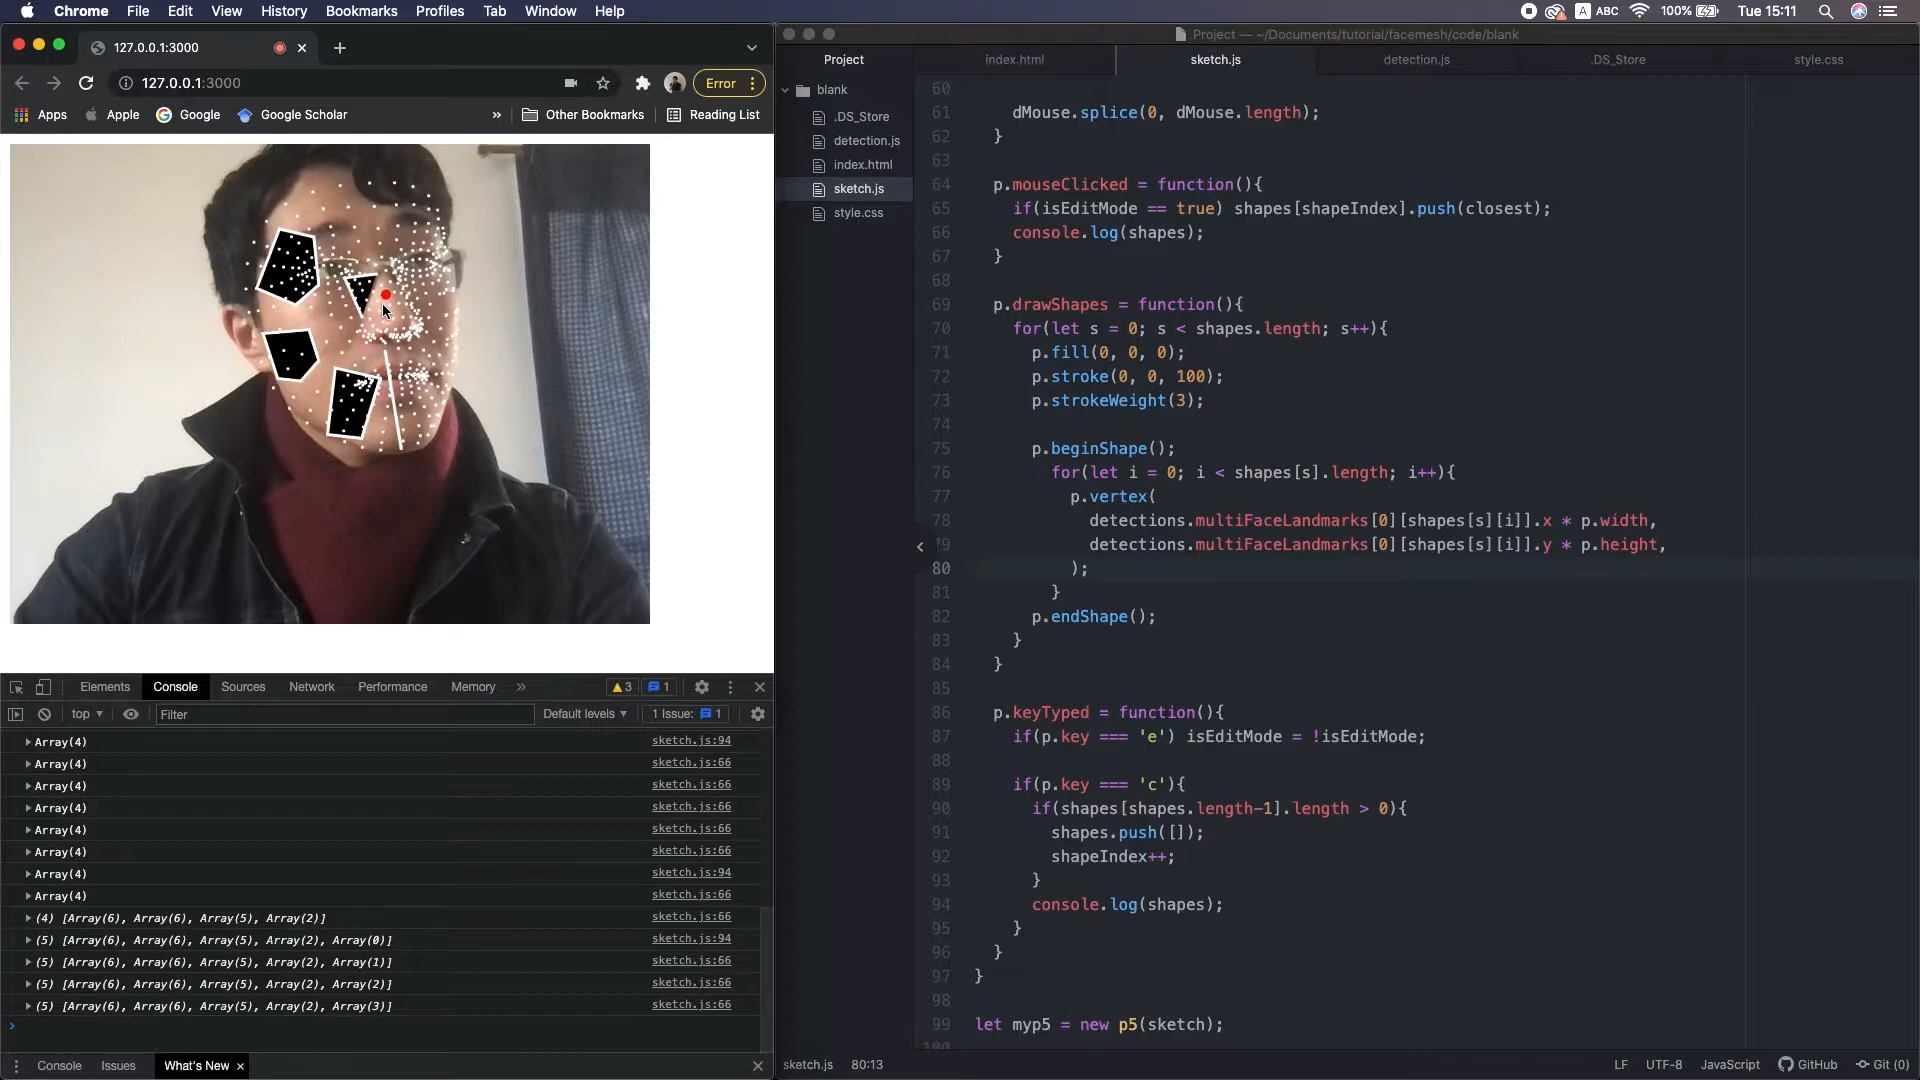 Chrome File Edit View History Bookmarks Profiles Tab Window Help
A ABC 100% Tue 15:11
127.0.0.1:3000
127.0.0.1:3000 Error
Apps Apple Google Google Scholar » Other Bookmarks Reading List
Elements Console Sources Network Performance Memory » 3 1
top Filter Default levels 1 Issue: 1
Array(4) sketch.js:94
Array(4) sketch.js:66
Array(4) sketch.js:66
Array(4) sketch.js:66
Array(4) sketch.js:66
Array(4) sketch.js:66
Array(4) sketch.js:94
Array(4) sketch.js:66
(4) [Array(6), Array(6), Array(5), Array(2)] sketch.js:66
(5) [Array(6), Array(6), Array(5), Array(2), Array(0)] sketch.js:94
(5) [Array(6), Array(6), Array(5), Array(2), Array(1)] sketch.js:66
(5) [Array(6), Array(6), Array(5), Array(2), Array(2)] sketch.js:66
(5) [Array(6), Array(6), Array(5), Array(2), Array(3)] sketch.js:66
Console Issues What's New
Project — ~/Documents/tutorial/facemesh/code/blank
Project
index.html sketch.js detection.js .DS_Store style.css
blank
.DS_Store
detection.js
index.html
sketch.js
style.css
60
61 dMouse.splice(0, dMouse.length);
62 }
63
64 p.mouseClicked = function(){
65 if(isEditMode == true) shapes[shapeIndex].push(closest);
66 console.log(shapes);
67 }
68
69 p.drawShapes = function(){
70 for(let s = 0; s < shapes.length; s++){
71 p.fill(0, 0, 0);
72 p.stroke(0, 0, 100);
73 p.strokeWeight(3);
74
75 p.beginShape();
76 for(let i = 0; i < shapes[s].length; i++){
77 p.vertex(
78 detections.multiFaceLandmarks[0][shapes[s][i]].x * p.width,
79 detections.multiFaceLandmarks[0][shapes[s][i]].y * p.height,
80 );
81 }
82 p.endShape();
83 }
84 }
85
86 p.keyTyped = function(){
87 if(p.key === 'e') isEditMode = !isEditMode;
88
89 if(p.key === 'c'){
90 if(shapes[shapes.length-1].length > 0){
91 shapes.push([]);
92 shapeIndex++;
93 }
94 console.log(shapes);
95 }
96 }
97 }
98
99 let myp5 = new p5(sketch);
100
sketch.js 80:13 LF UTF-8 JavaScript GitHub Git (0)